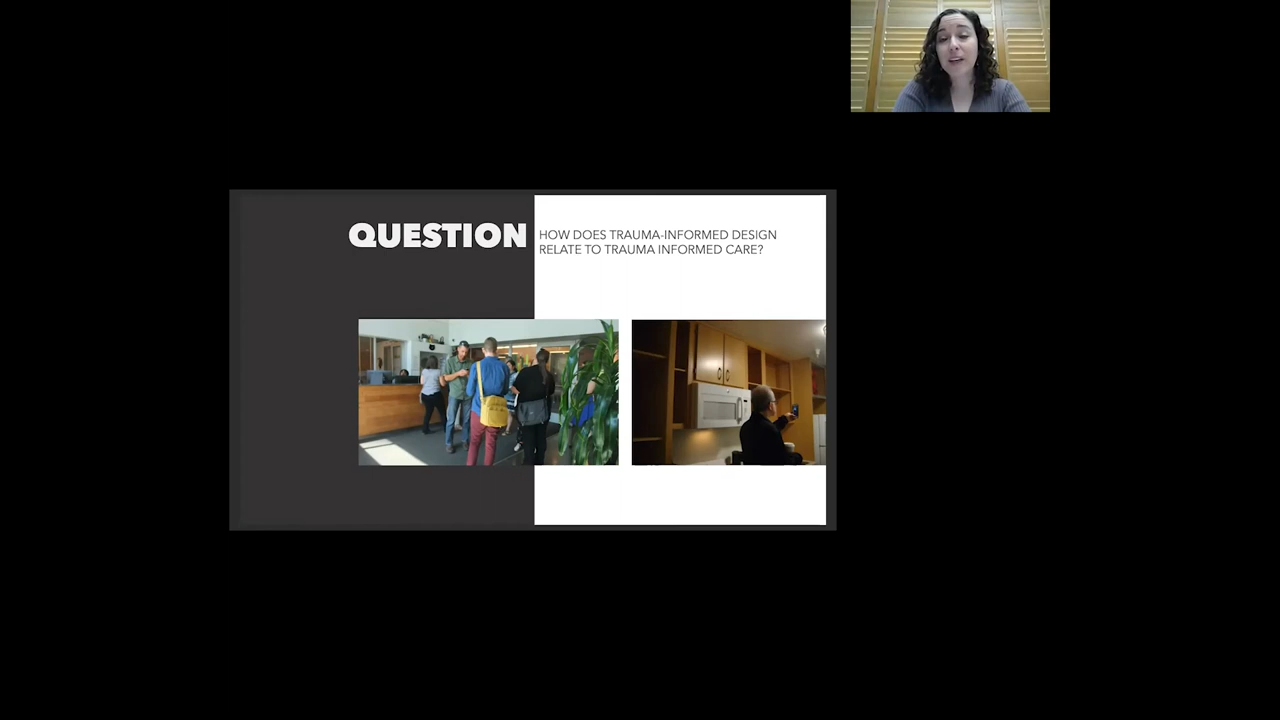 QUESTION
HOW DOES TRAUMA-INFORMED DESIGN
RELATE TO TRAUMA INFORMED CARE?